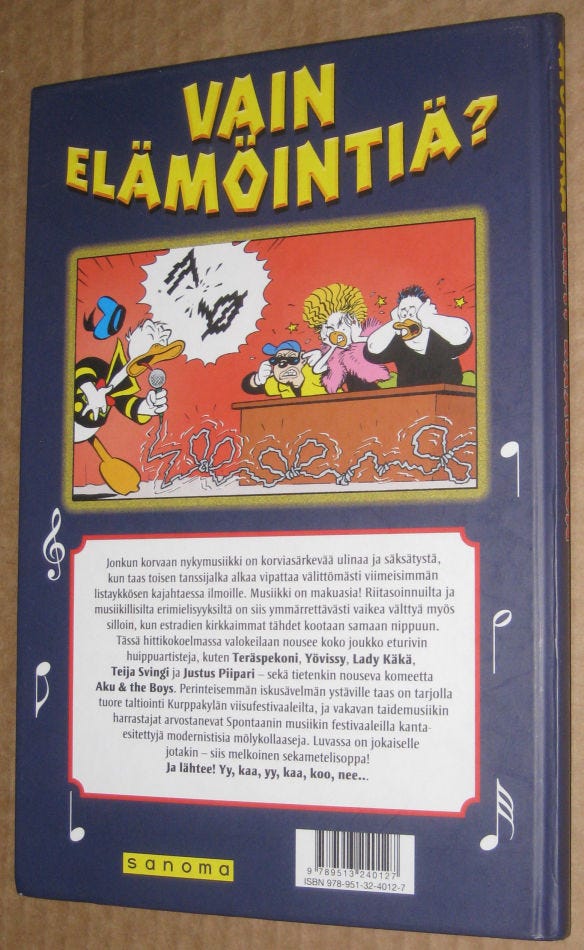 VAIN
ELÄMÖINTIÄ?
Jonkun korvaan nykymusiikki on korviasärkevää ulinaa ja säksätystä,
kun taas toisen tanssijalka alkaa vipattaa välittömästi viimeisimmän
listaykkösen kajahtaessa ilmoille. Musiikki on makuasia! Riitasoinnuilta ja
musiikillisilta erimielisyyksiltä on siis ymmärrettävästi vaikea välttyä myös
silloin, kun estradien kirkkaimmat tähdet kootaan samaan nippuun.
Tässä hittikokoelmassa valokeilaan nousee koko joukko eturivin
huippuartisteja, kuten Teräspekoni, Yövissy, Lady Käkä,
Teija Svingi ja Justus Piipari – sekä tietenkin nouseva komeetta
Aku & the Boys. Perinteisemmän iskusävelmän ystäville taas on tarjolla
tuore taltiointi Kurppakylän viisufestivaaleilta, ja vakavan taidemusiikin
harrastajat arvostanevat Spontaanin musiikin festivaaleilla kanta-
esitettyjä modernistisia mölykollaaseja. Luvassa on jokaiselle
jotakin – siis melkoinen sekametelisoppa!
Ja lähtee! Yy, kaa, yy, kaa, koo, nee...
sanoma
9 789513 240127
ISBN 978-951-32-4012-7